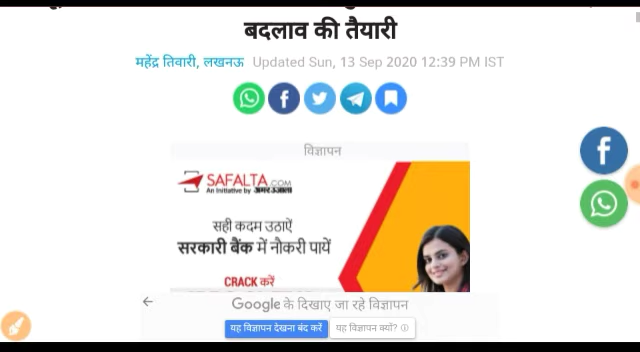 बदलाव की तैयारी
महेंद्र तिवारी, लखनऊ Updated Sun, 13 Sep 2020 12:39 PM IST
विज्ञापन
SAFALTA.COM
An Initiative by अमर उजाला
सही कदम उठाऐं
सरकारी बैंक में नौकरी पायें
CRACK करें
Google के दिखाए जा रहे विज्ञापन
यह विज्ञापन देखना बंद करें यह विज्ञापन क्यों?